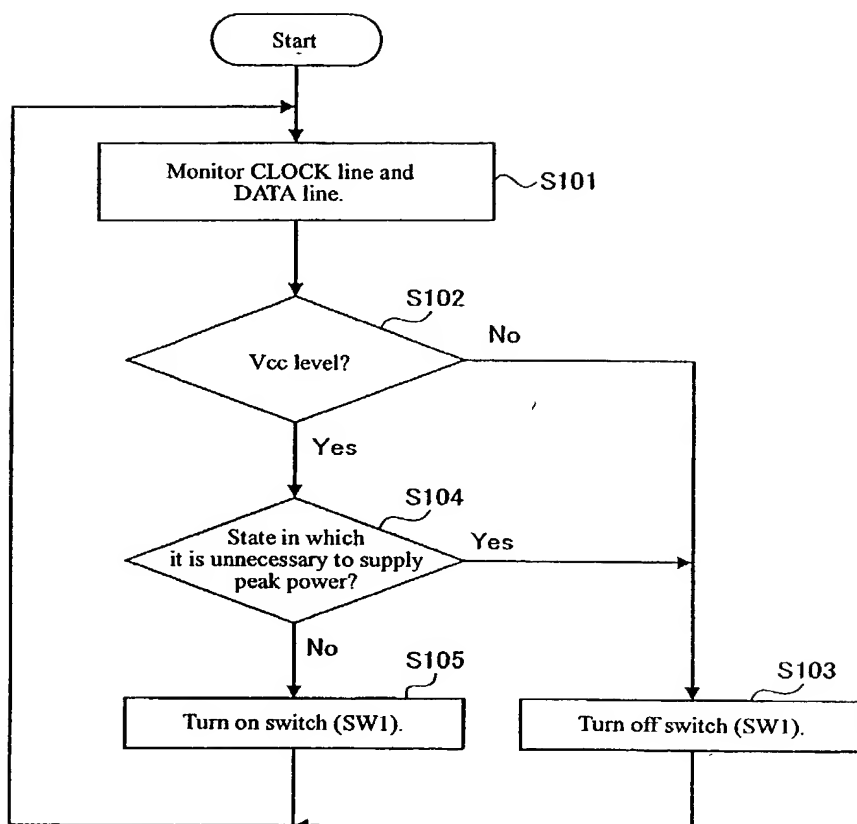 Start
Monitor CLOCK line and
DATA line.
S101
S102
Vcc level?
No
Yes
S104
State in which
it is unnecessary to supply
peak power?
Yes
No
S105
Turn on switch (SW1).
S103
Turn off switch (SW1).